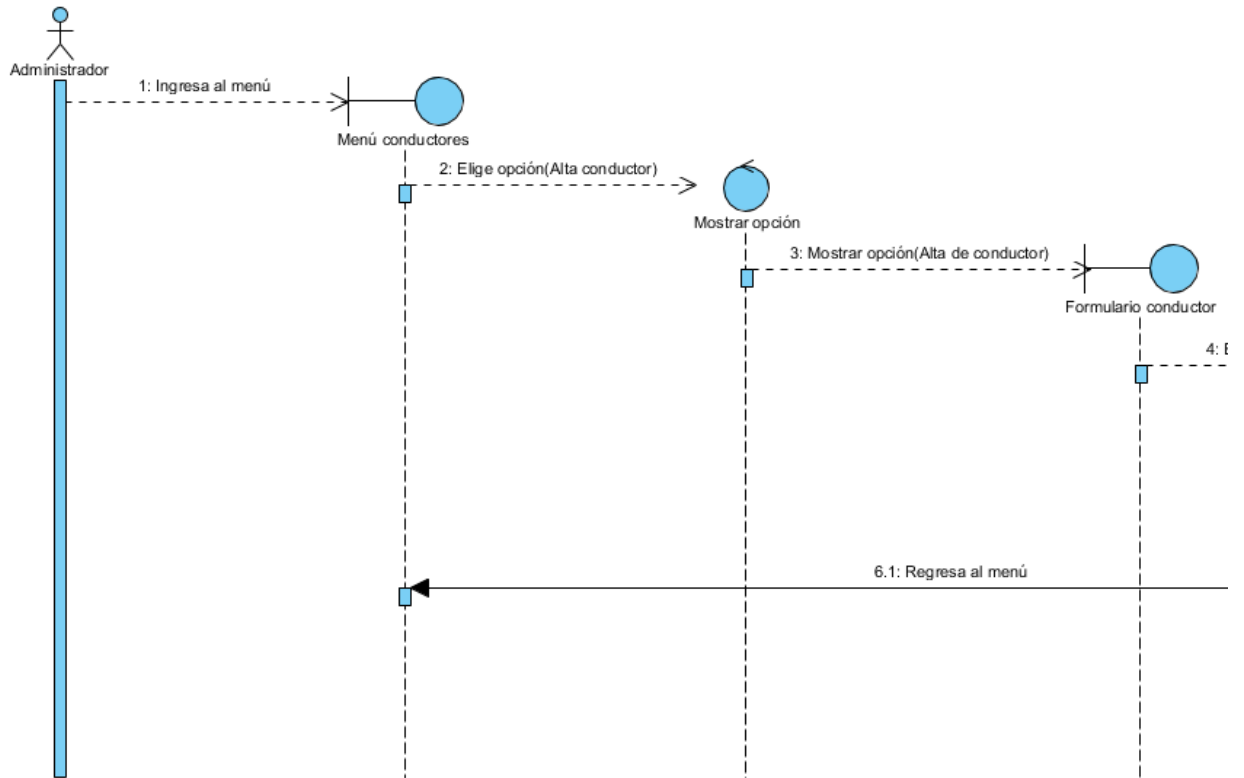 Administrador
1: Ingresa al menú
Menú conductores
2: Elige opción(Alta conductor)
Mostrar opción
3: Mostrar opción(Alta de conductor)
Formulario conductor
4:
6.1: Regresa al menú